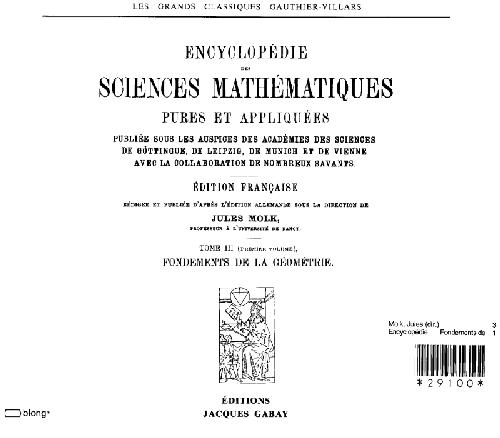 LES GRANDS CLASSIQUES GAUTHIER-VILLARS
ENCYCLOPÉDIE
DES
SCIENCES MATHÉMATIQUES
PURES ET APPLIQUÉES
PUBLIÉE SOUS LES AUSPICES DES ACADÉMIES DES SCIENCES
DE GÖTTINGUE, DE LEIPZIG, DE MUNICH ET DE VIENNE
AVEC LA COLLABORATION DE NOMBREUX SAVANTS.
ÉDITION FRANÇAISE
RÉDIGÉE ET PUBLIÉE D'APRÈS L'ÉDITION ALLEMANDE SOUS LA DIRECTION DE
JULES MOLK,
PROFESSEUR À L'UNIVERSITÉ DE NANCY.
TOME III (PREMIER VOLUME),
FONDEMENTS DE LA GÉOMÉTRIE.
Molk, Jules (dir.) 3
Encyclopédie Fondements de 1
*29100*
oblong*
ÉDITIONS
JACQUES GABAY